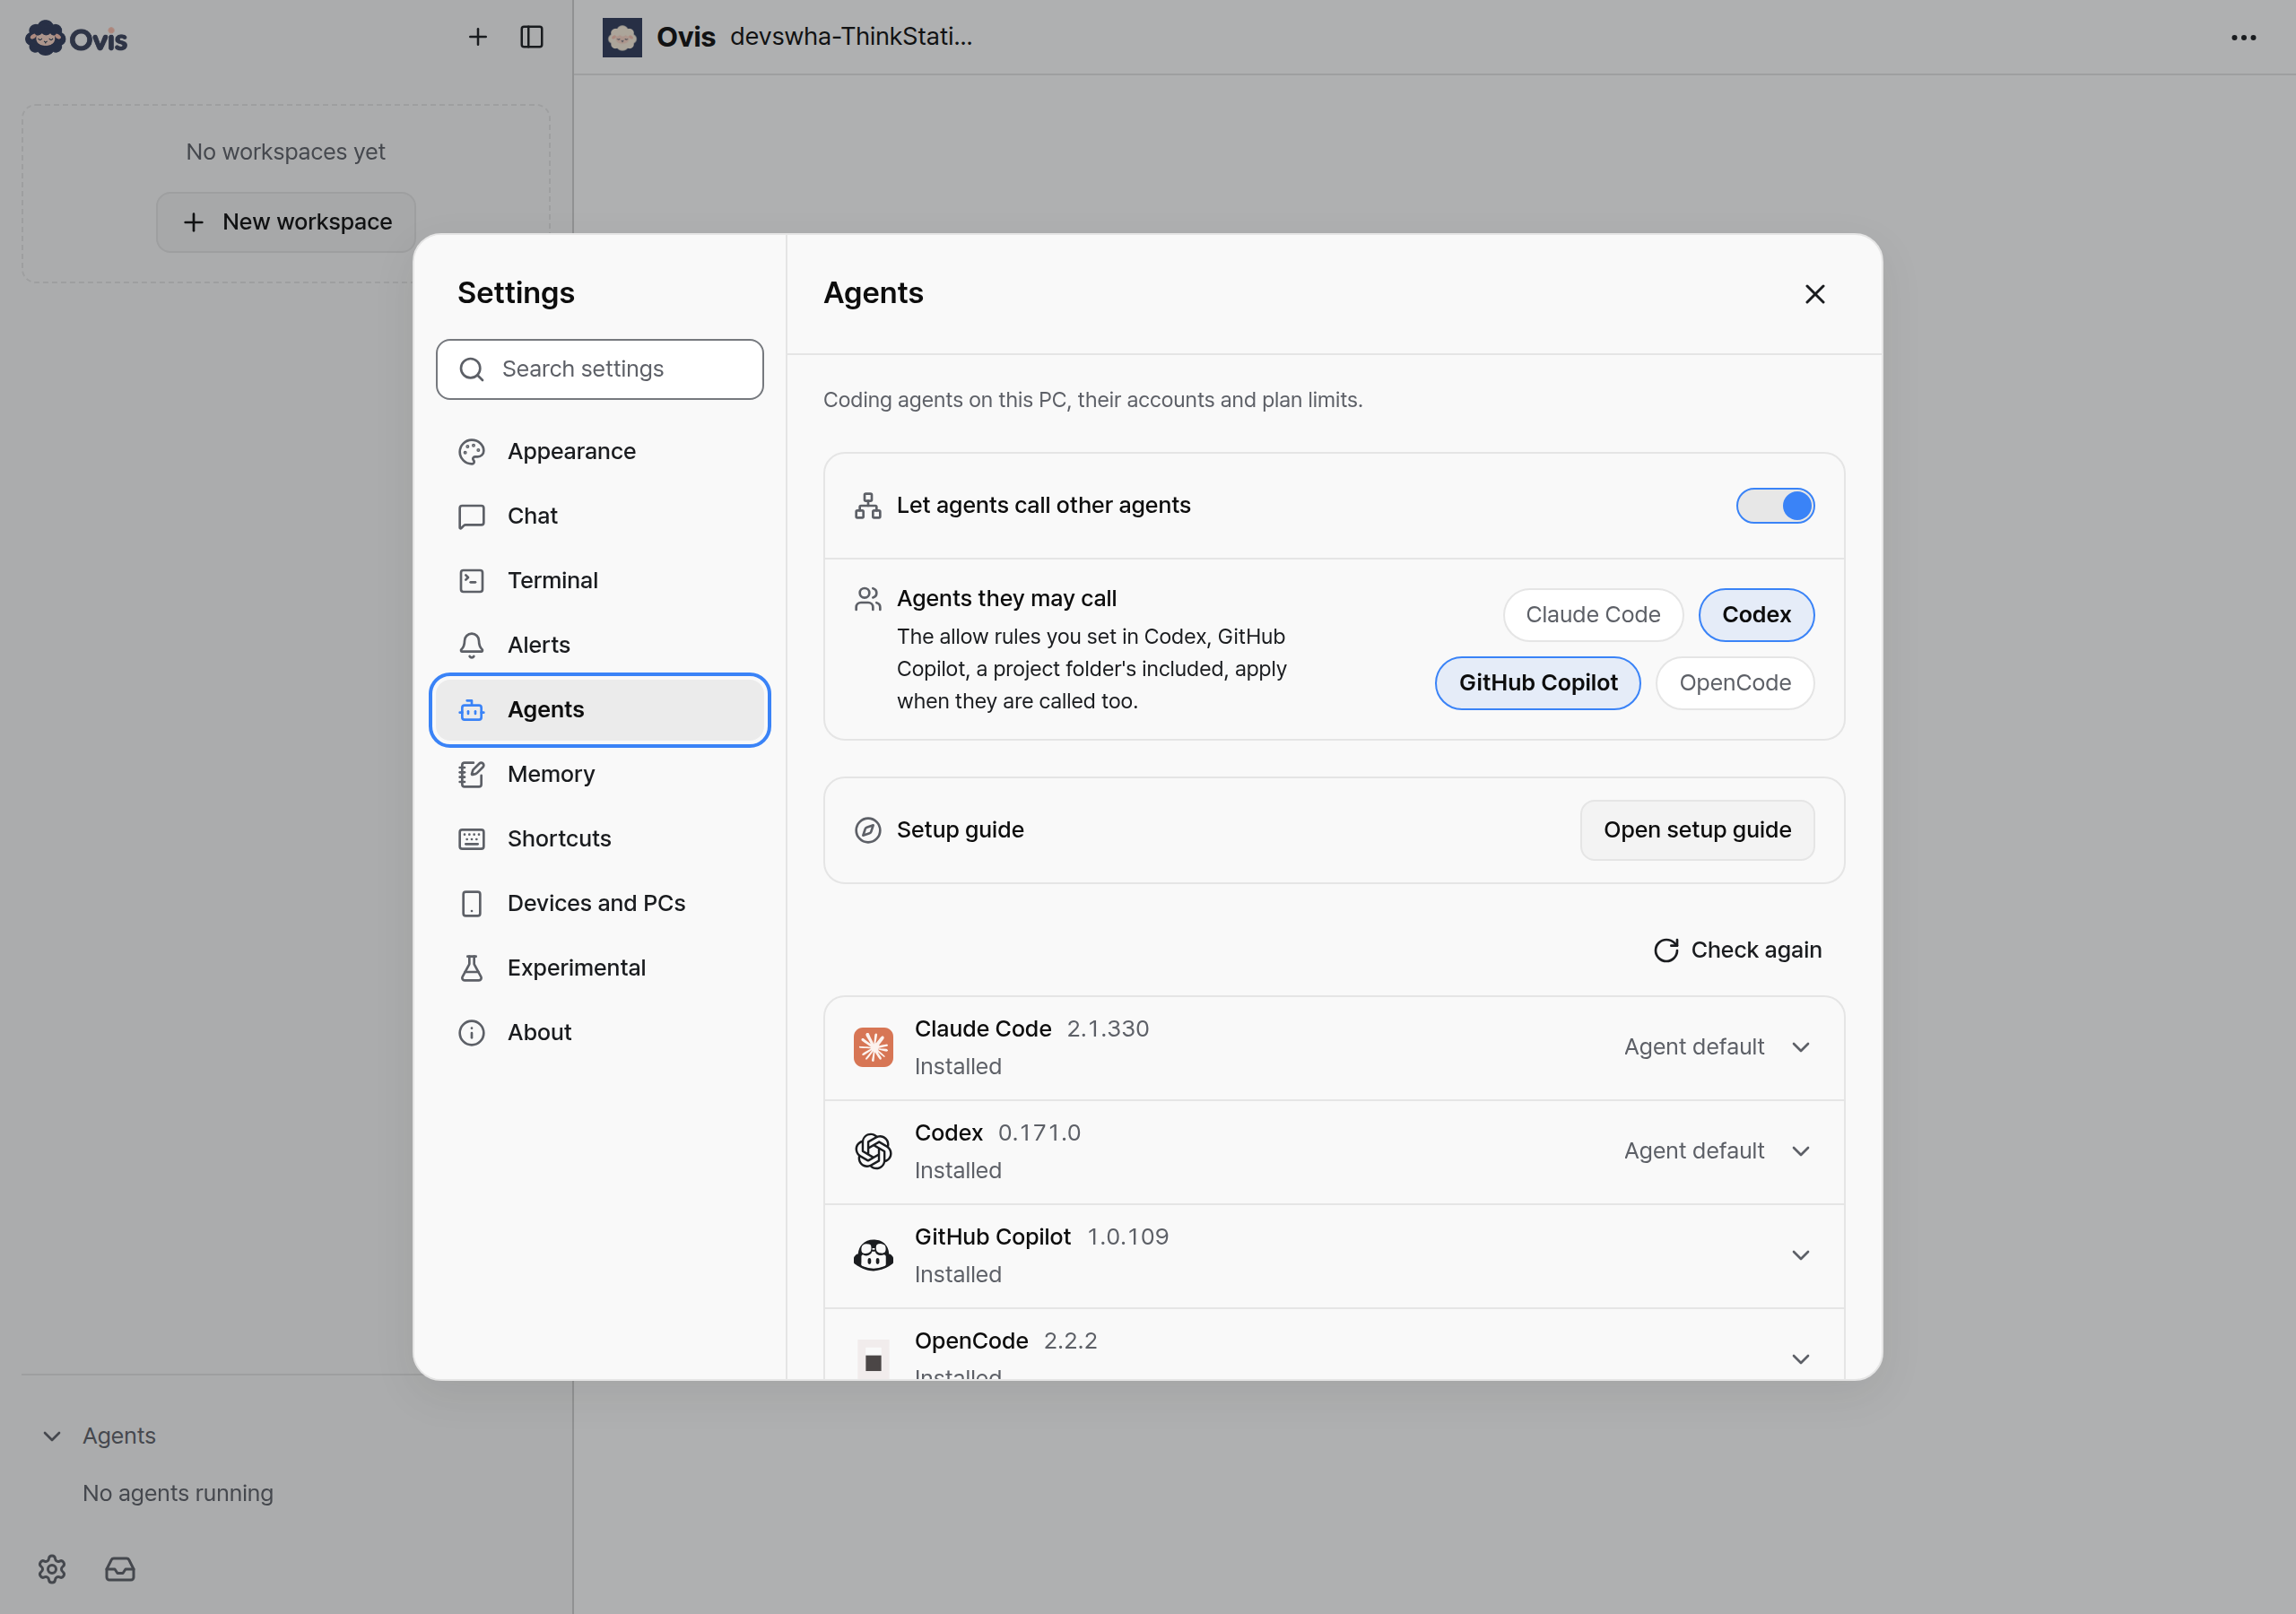 Ovis
Ovis devswha-ThinkStati...
No workspaces yet
New workspace
Settings
Search settings
Appearance
Chat
Terminal
Alerts
Agents
Memory
Shortcuts
Devices and PCs
Experimental
About
Agents
Coding agents on this PC, their accounts and plan limits.
Let agents call other agents
Agents they may call
The allow rules you set in Codex, GitHub
Copilot, a project folder's included, apply
when they are called too.
Claude Code Codex
GitHub Copilot OpenCode
Setup guide
Open setup guide
Check again
Claude Code 2.1.330
Installed
Agent default
Codex 0.171.0
Installed
Agent default
GitHub Copilot 1.0.109
Installed
OpenCode 2.2.2
Installed
Agents
No agents running